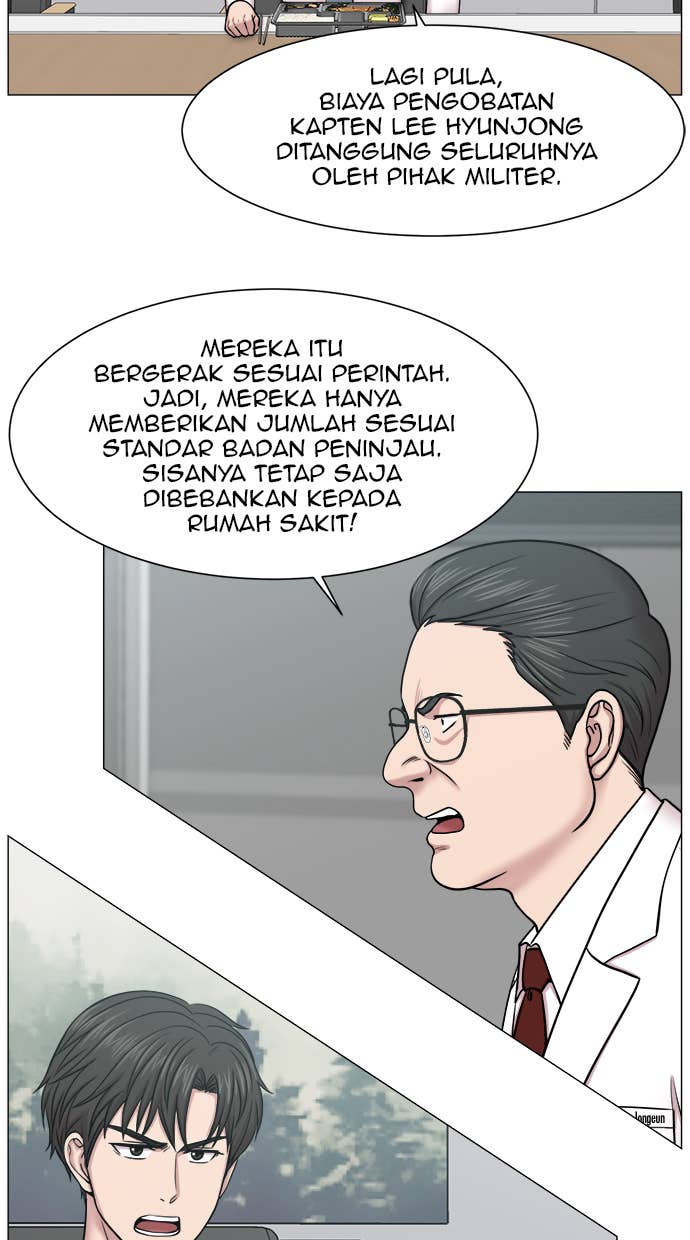 LAGI PULA,
BIAYA PENGOBATAN
KAPTEN LEE HYUNJONG
DITANGGUNG SELURUHNYA
OLEH PIHAK MILITER.
MEREKA ITU
BERGERAK SESUAI PERINTAH.
JADI, MEREKA HANYA
MEMBERIKAN JUMLAH SESUAI
STANDAR BADAN PENINJAU.
SISANYA TETAP SAJA
DIBEBANKAN KEPADA
RUMAH SAKIT!